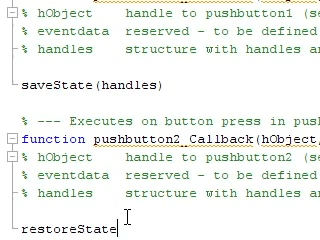 % hObject    handle to pushbutton1 (se
% eventdata  reserved - to be defined
% handles    structure with handles an
saveState(handles)
% --- Executes on button press in push
function pushbutton2_Callback(hObject,
% hObject    handle to pushbutton2 (se
% eventdata  reserved - to be defined
% handles    structure with handles an
restoreState